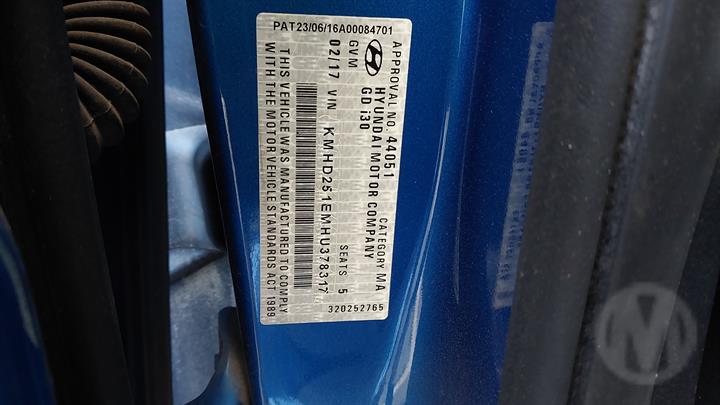 APPROVAL NO. 44051 CATEGORY MA
HYUNDAI MOTOR COMPANY
GD i30
GVM SEATS 5
02/17 VIN KMHD251EMHU378317
THIS VEHICLE WAS MANUFACTURED TO COMPLY
WITH THE MOTOR VEHICLE STANDARDS ACT 1989
PAT23/06/16A00084701
320252765
M